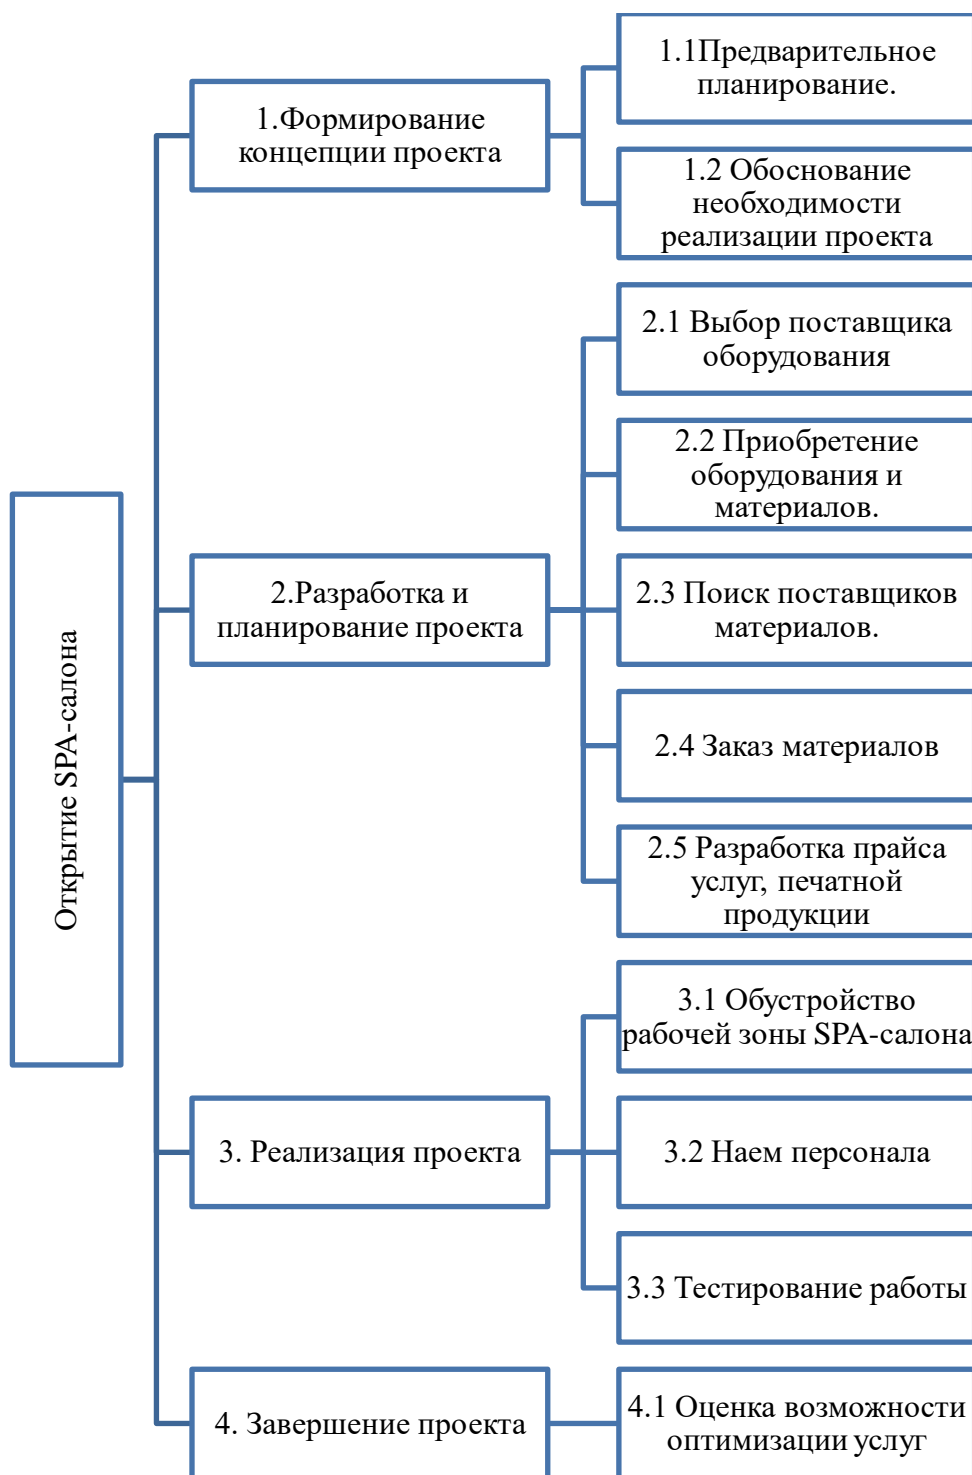 Открытие SPA-салона
1.Формирование
концепции проекта
1.1Предварительное
планирование.
1.2 Обоснование
необходимости
реализации проекта
2.Разработка и
планирование проекта
2.1 Выбор поставщика
оборудования
2.2 Приобретение
оборудования и
материалов.
2.3 Поиск поставщиков
материалов.
2.4 Заказ материалов
2.5 Разработка прайса
услуг, печатной
продукции
3. Реализация проекта
3.1 Обустройство
рабочей зоны SPA-салона
3.2 Наем персонала
3.3 Тестирование работы
4. Завершение проекта
4.1 Оценка возможности
оптимизации услуг